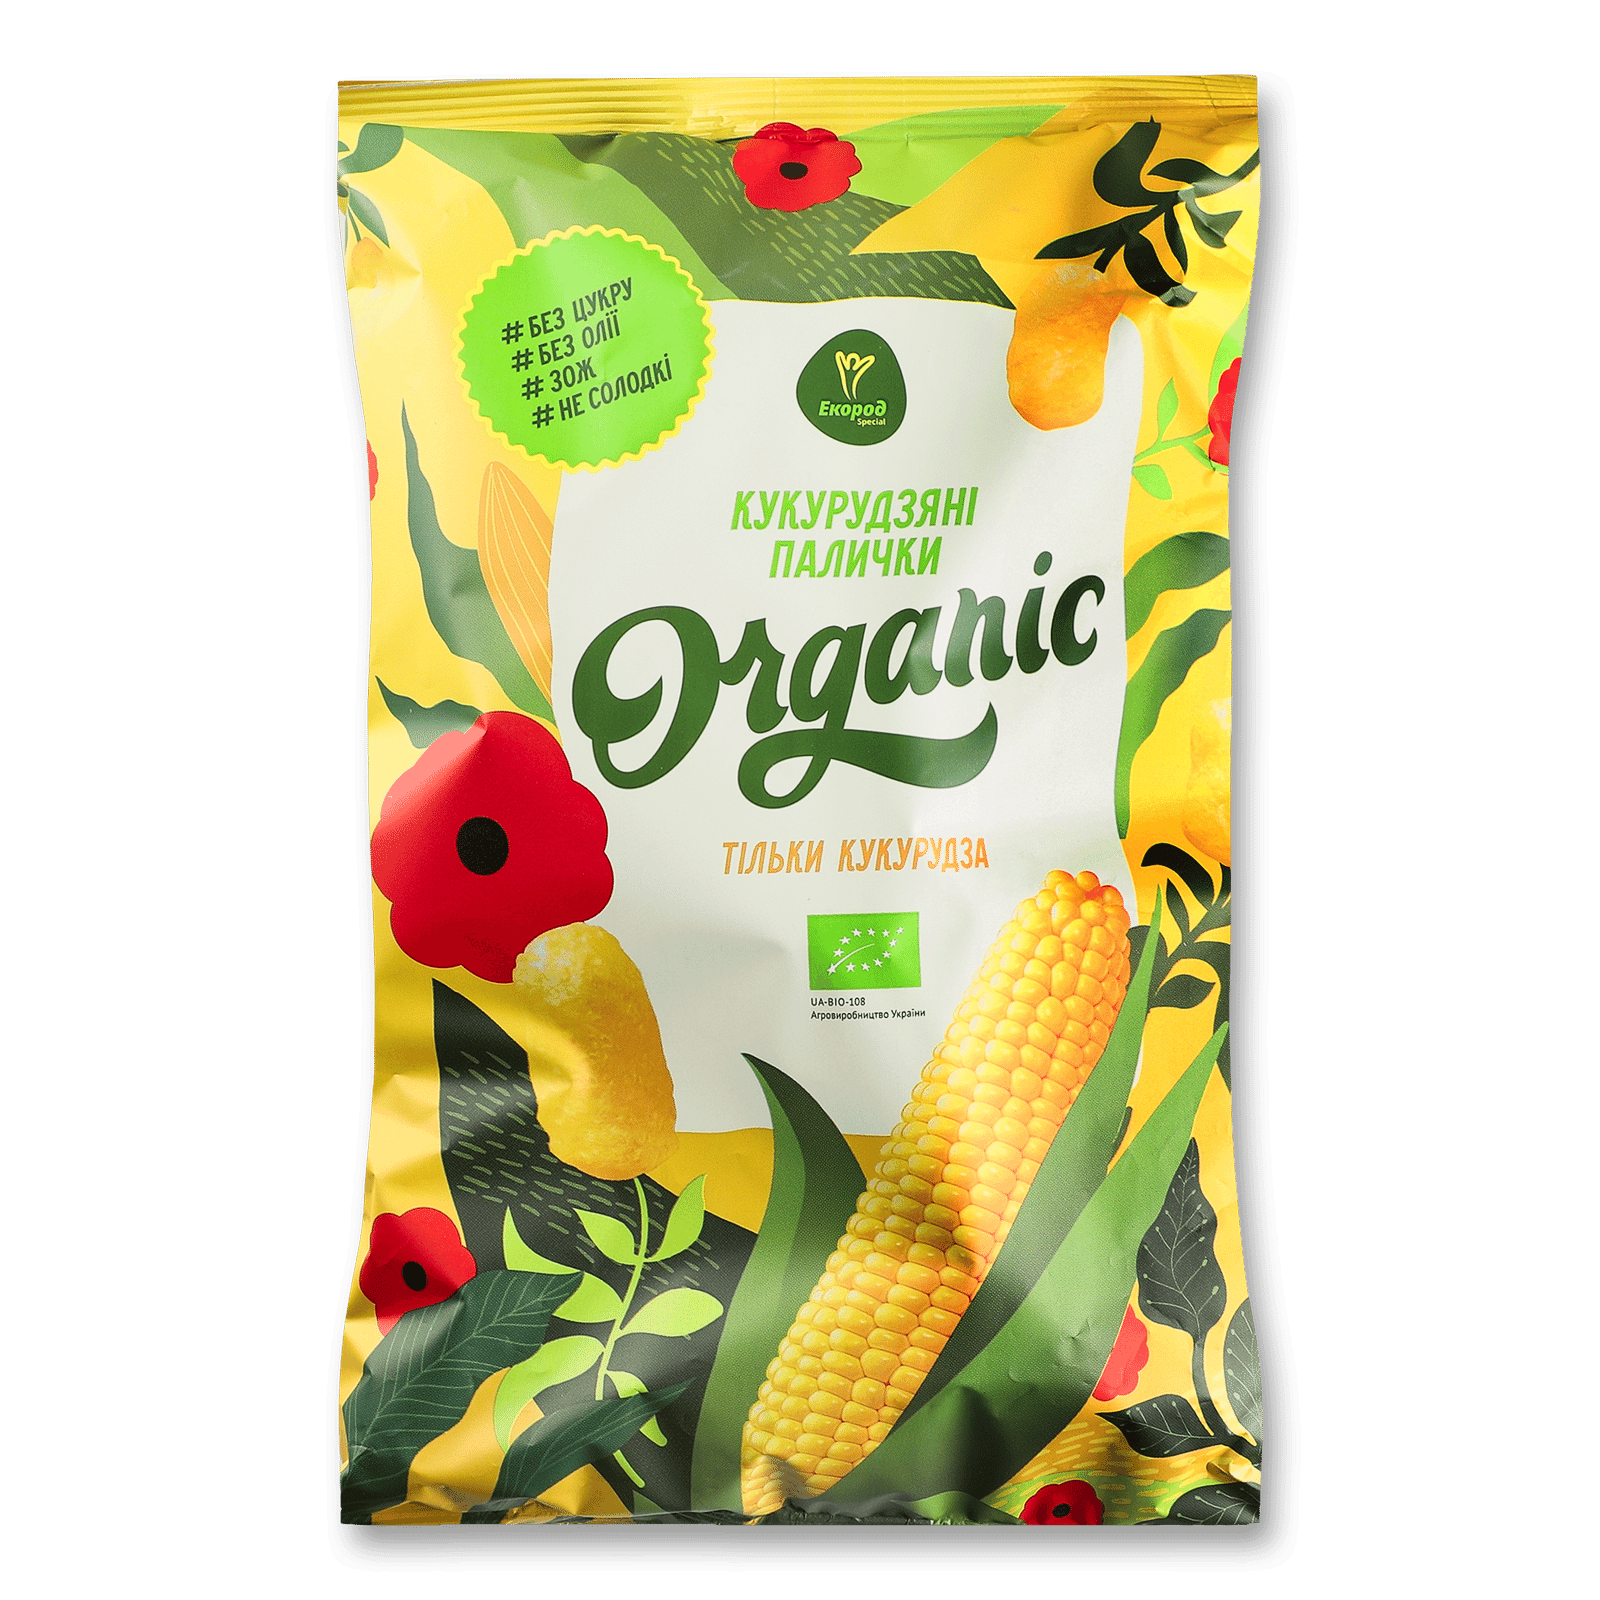 # БЕЗ ЦУКРУ
# БЕЗ ОЛІЇ
# ЗОЖ
# НЕ СОЛОДКІ
Екород
Special
КУКУРУДЗЯНІ
ПАЛИЧКИ
Organic
ТІЛЬКИ КУКУРУДЗА
UA-BIO-108
Агровиробництво України